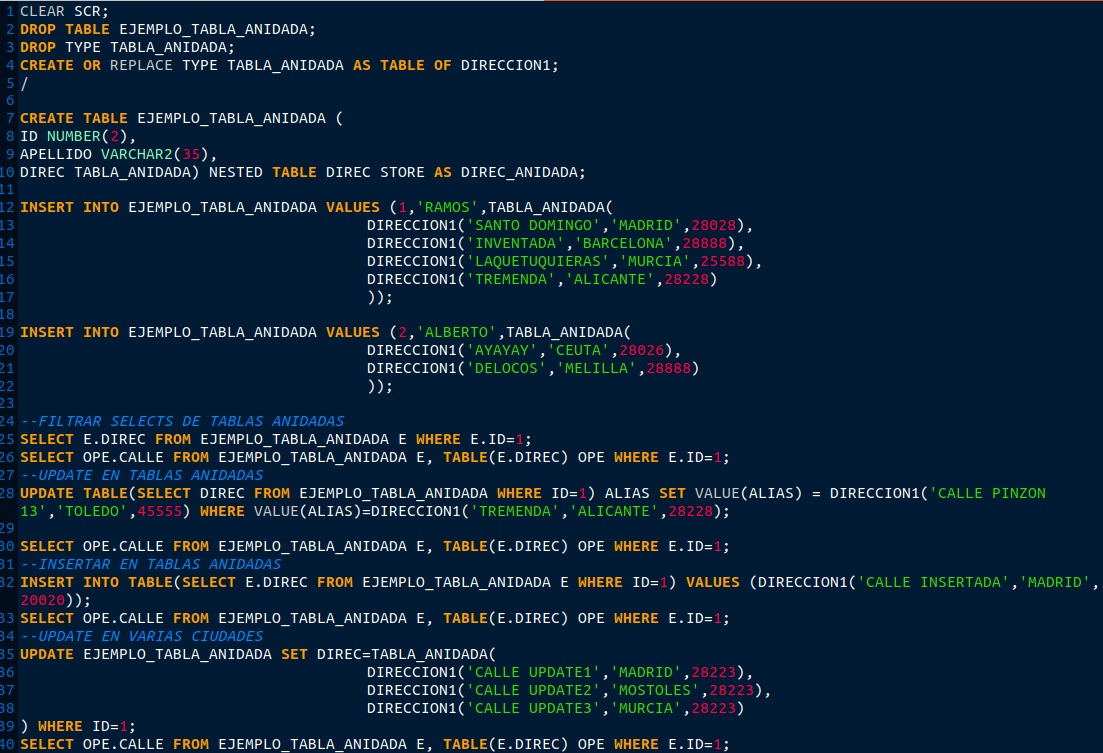 1 CLEAR SCR;
2 DROP TABLE EJEMPLO_TABLA_ANIDADA;
3 DROP TYPE TABLA_ANIDADA;
4 CREATE OR REPLACE TYPE TABLA_ANIDADA AS TABLE OF DIRECCION1;
5 /
6
7 CREATE TABLE EJEMPLO_TABLA_ANIDADA (
8 ID NUMBER(2),
9 APELLIDO VARCHAR2(35),
10 DIREC TABLA_ANIDADA) NESTED TABLE DIREC STORE AS DIREC_ANIDADA;
11
12 INSERT INTO EJEMPLO_TABLA_ANIDADA VALUES (1,'RAMOS',TABLA_ANIDADA(
13 DIRECCION1('SANTO DOMINGO','MADRID',28028),
14 DIRECCION1('INVENTADA','BARCELONA',28888),
15 DIRECCION1('LAQUETUQUIERAS','MURCIA',25588),
16 DIRECCION1('TREMENDA','ALICANTE',28228)
17 ));
18
19 INSERT INTO EJEMPLO_TABLA_ANIDADA VALUES (2,'ALBERTO',TABLA_ANIDADA(
20 DIRECCION1('AYAYAY','CEUTA',28026),
21 DIRECCION1('DELOCOS','MELILLA',28888)
22 ));
23
24 --FILTRAR SELECTS DE TABLAS ANIDADAS
25 SELECT E.DIREC FROM EJEMPLO_TABLA_ANIDADA E WHERE E.ID=1;
26 SELECT OPE.CALLE FROM EJEMPLO_TABLA_ANIDADA E, TABLE(E.DIREC) OPE WHERE E.ID=1;
27 --UPDATE EN TABLAS ANIDADAS
28 UPDATE TABLE(SELECT DIREC FROM EJEMPLO_TABLA_ANIDADA WHERE ID=1) ALIAS SET VALUE(ALIAS) = DIRECCION1('CALLE PINZON
13','TOLEDO',45555) WHERE VALUE(ALIAS)=DIRECCION1('TREMENDA','ALICANTE',28228);
29
30 SELECT OPE.CALLE FROM EJEMPLO_TABLA_ANIDADA E, TABLE(E.DIREC) OPE WHERE E.ID=1;
31 --INSERTAR EN TABLAS ANIDADAS
32 INSERT INTO TABLE(SELECT E.DIREC FROM EJEMPLO_TABLA_ANIDADA E WHERE ID=1) VALUES (DIRECCION1('CALLE INSERTADA','MADRID',
20020));
33 SELECT OPE.CALLE FROM EJEMPLO_TABLA_ANIDADA E, TABLE(E.DIREC) OPE WHERE E.ID=1;
34 --UPDATE EN VARIAS CIUDADES
35 UPDATE EJEMPLO_TABLA_ANIDADA SET DIREC=TABLA_ANIDADA(
36 DIRECCION1('CALLE UPDATE1','MADRID',28223),
37 DIRECCION1('CALLE UPDATE2','MOSTOLES',28223),
38 DIRECCION1('CALLE UPDATE3','MURCIA',28223)
39 ) WHERE ID=1;
40 SELECT OPE.CALLE FROM EJEMPLO_TABLA_ANIDADA E, TABLE(E.DIREC) OPE WHERE E.ID=1;